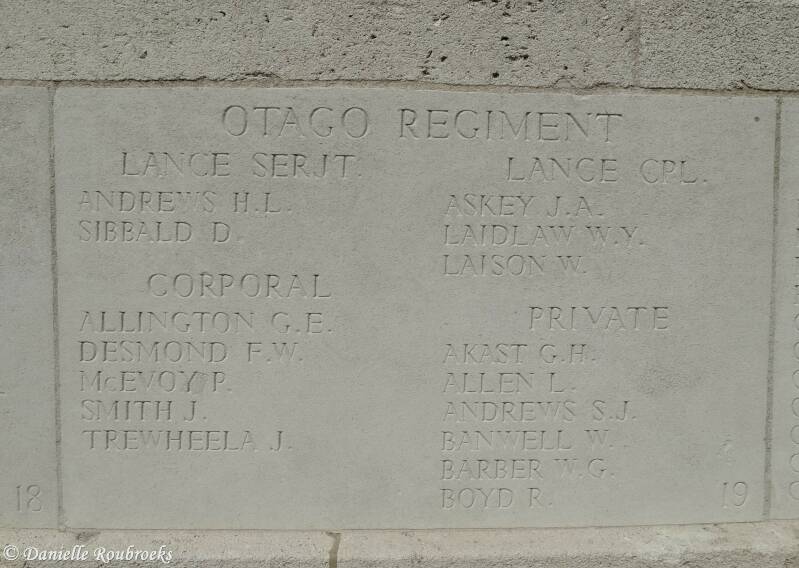 OTAGO REGIMENT
LANCE SERJT.
ANDREWS H.L.
SIBBALD D.
CORPORAL
ALLINGTON G.E.
DESMOND F.W.
McEVOY P.
SMITH J.
TREWHEELA J.
LANCE CPL.
ASKEY J.A.
LAIDLAW W.Y.
LAISON W.
PRIVATE
AKAST G.H.
ALLEN L.
ANDREWS S.J.
BANWELL W.
BARBER W.G.
BOYD R.
18
19
© Danielle Roubroeks